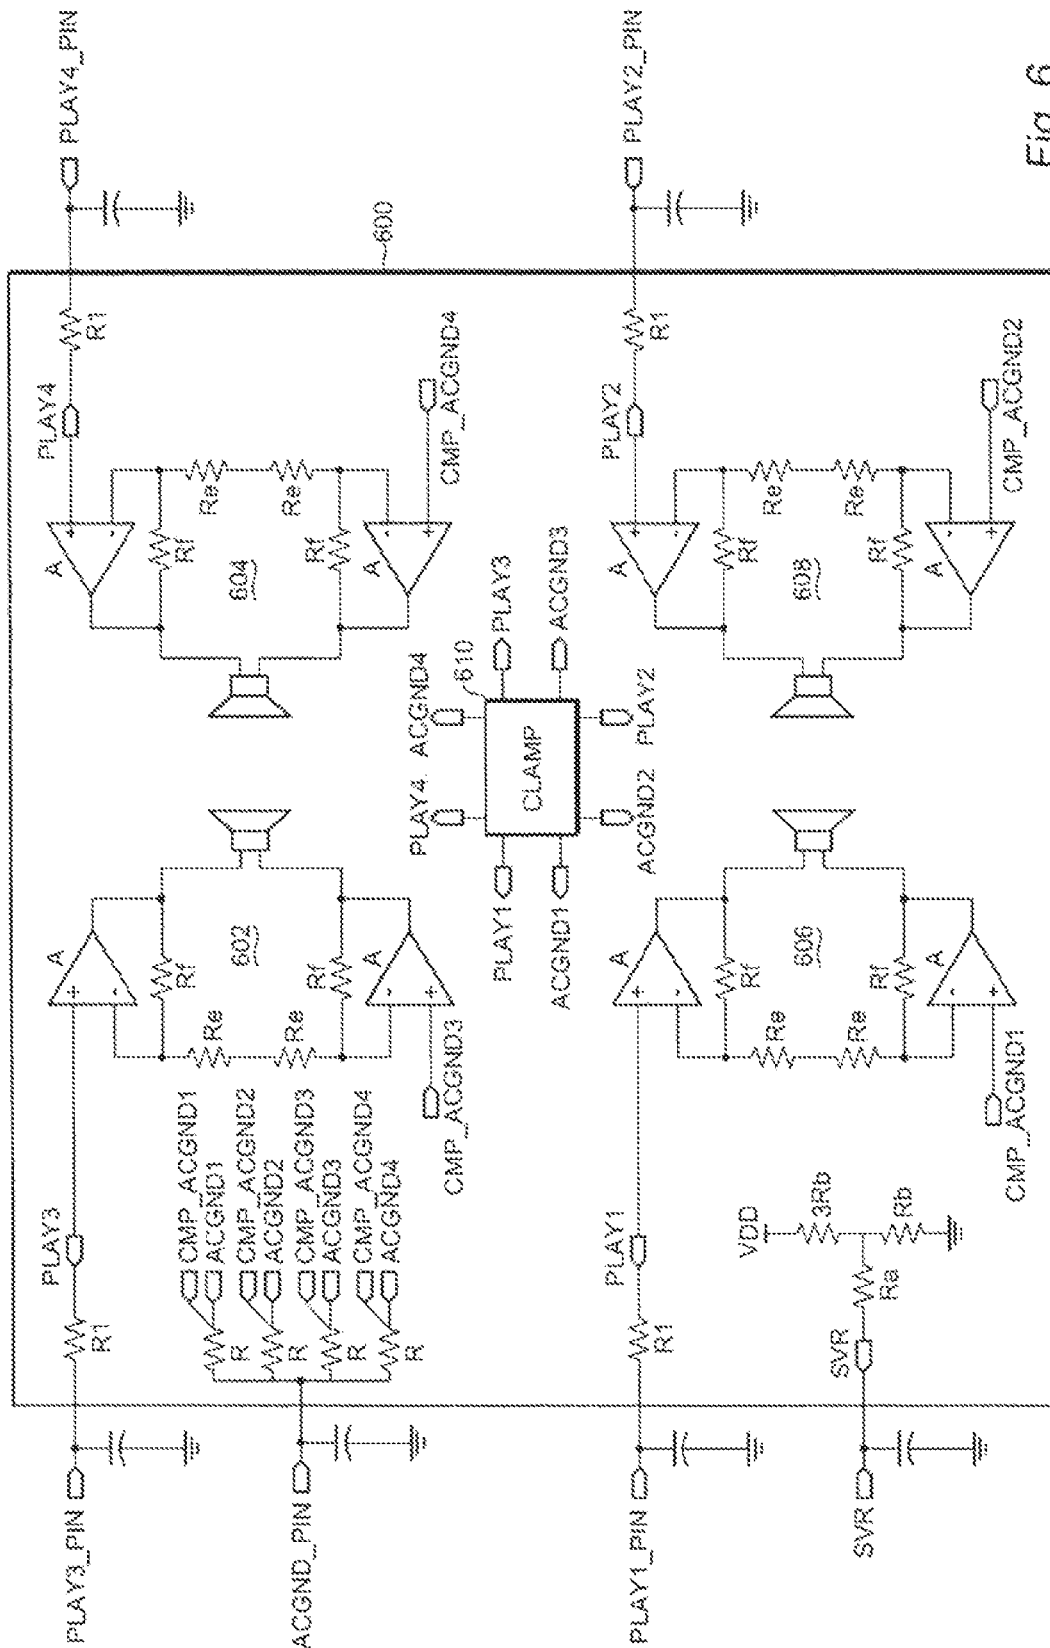 PLAY3_PIN
R1
PLAY3
A
Rf
602
Re
Re
Rf
A
CMP_ACGND3
ACGND_PIN
R
R
R
R
CMP_ACGND1
ACGND1
CMP_ACGND2
ACGND2
CMP_ACGND3
ACGND3
CMP_ACGND4
ACGND4
PLAY4
R1
PLAY4_PIN
A
Rf
604
Re
Re
Rf
A
CMP_ACGND4
600
PLAY4
ACGND4
610
PLAY1
CLAMP
PLAY3
ACGND1
ACGND3
ACGND2
PLAY2
PLAY1_PIN
R1
PLAY1
A
Rf
606
Re
Re
Rf
A
CMP_ACGND1
VDD
3Rb
Rb
Ra
SVR
SVR
PLAY2
R1
PLAY2_PIN
A
Rf
608
Re
Re
Rf
A
CMP_ACGND2
Fig. 6